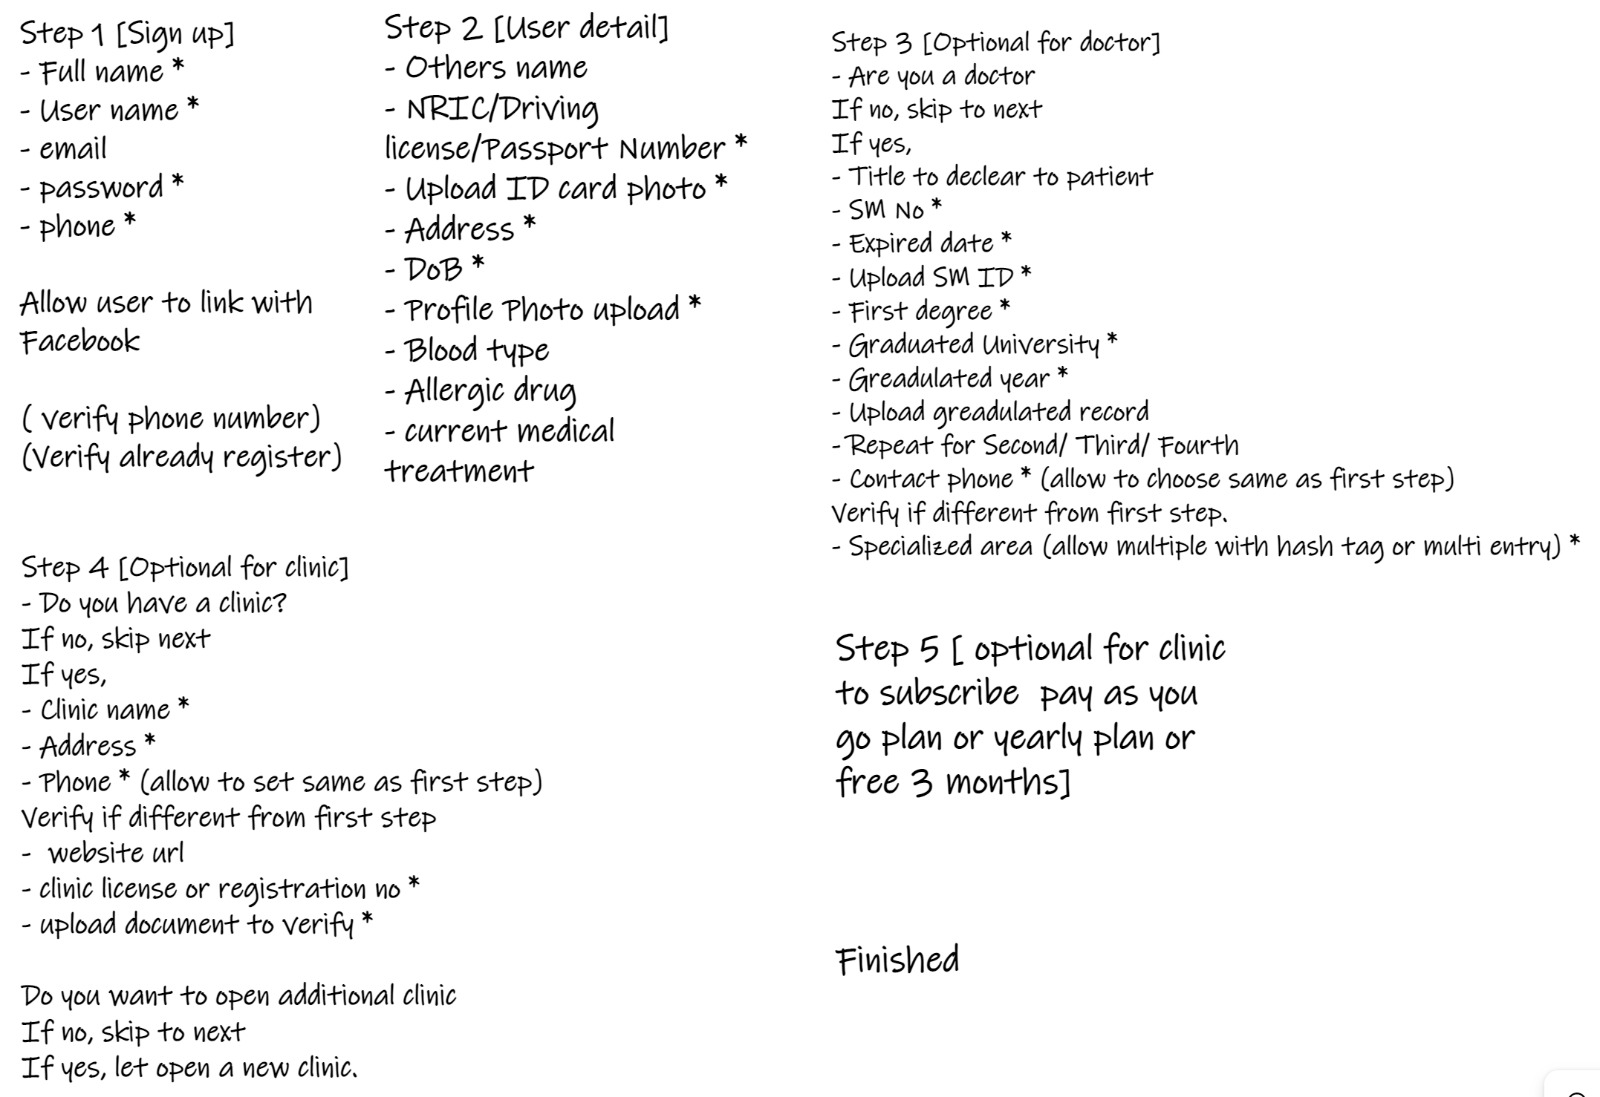 Step 1 [Sign up]
- Full name *
- User name *
- email
- password *
- phone *
Allow user to link with
Facebook
( verify phone number)
(Verify already register)
Step 2 [User detail]
- Others name
- NRIC/Driving
license/Passport Number *
- Upload ID card photo *
- Address *
- DoB *
- Profile Photo upload *
- Blood type
- Allergic drug
- current medical
treatment
Step 3 [Optional for doctor]
- Are you a doctor
If no, skip to next
If yes,
- Title to declear to patient
- SM No *
- Expired date *
- Upload SM ID *
- First degree *
- Graduated University *
- Greadulated year *
- Upload greadulated record
- Repeat for Second/ Third/ Fourth
- Contact phone * (allow to choose same as first step)
Verify if different from first step.
- Specialized area (allow multiple with hash tag or multi entry) *
Step 4 [Optional for clinic]
- Do you have a clinic?
If no, skip next
If yes,
- Clinic name *
- Address *
- Phone * (allow to set same as first step)
Verify if different from first step
- website url
- clinic license or registration no *
- upload document to verify *
Do you want to open additional clinic
If no, skip to next
If yes, let open a new clinic.
Step 5 [ optional for clinic
to subscribe pay as you
go plan or yearly plan or
free 3 months]
Finished